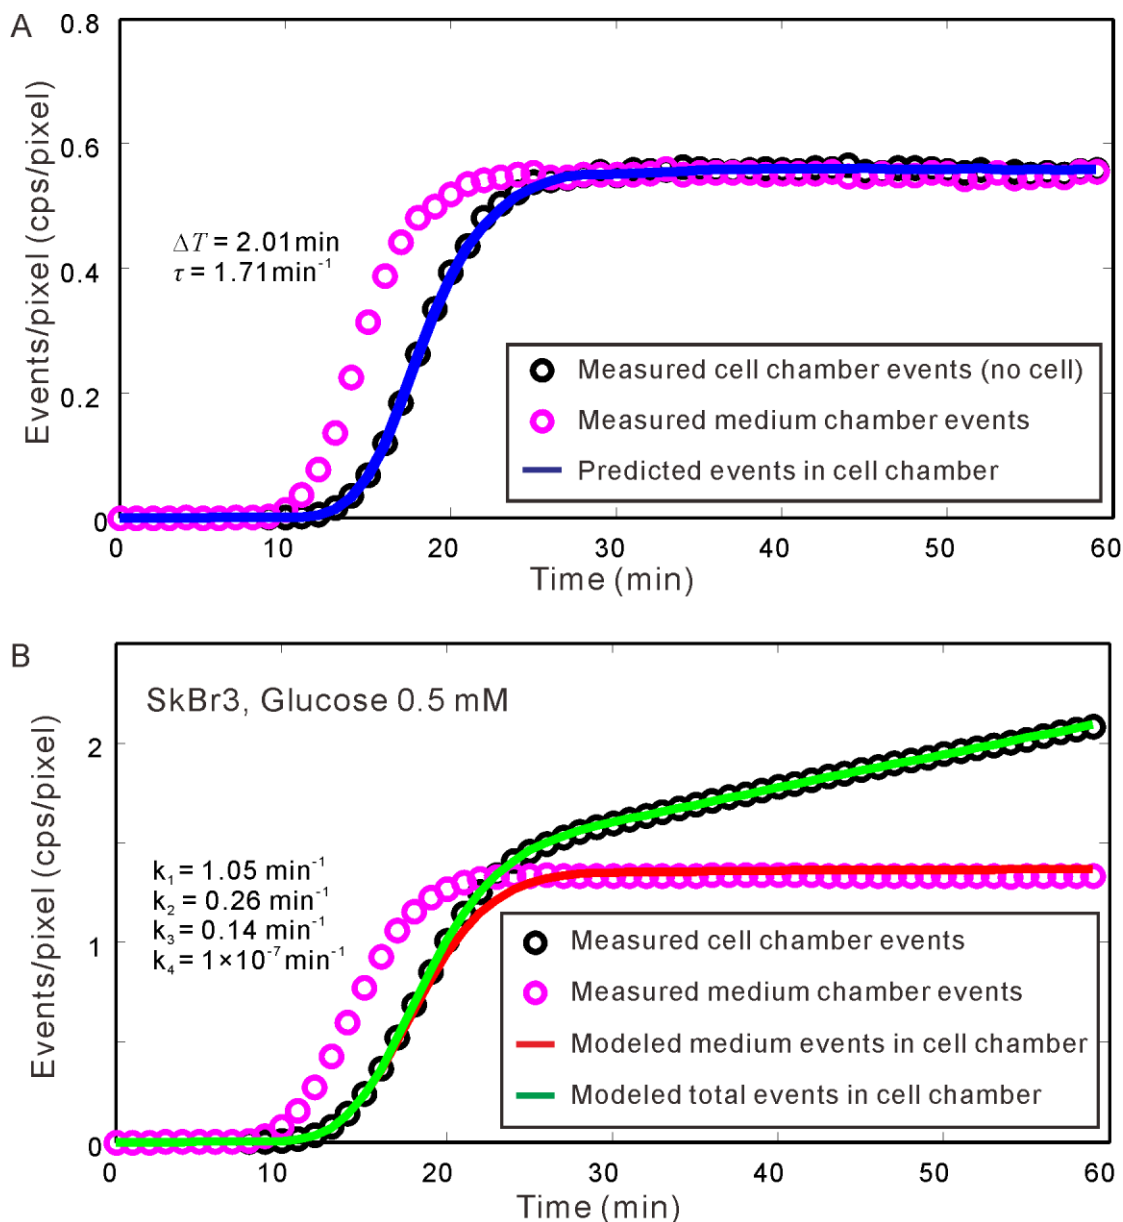 A
Events/pixel (cps/pixel)
0.8
0.6
0.4
0.2
0
ΔT = 2.01min
τ = 1.71min⁻¹
Measured cell chamber events (no cell)
Measured medium chamber events
Predicted events in cell chamber
0 10 20 30 40 50 60
Time (min)
B
Events/pixel (cps/pixel)
2
1
0
SkBr3, Glucose 0.5 mM
k₁ = 1.05 min⁻¹
k₂ = 0.26 min⁻¹
k₃ = 0.14 min⁻¹
k₄ = 1×10⁻⁷ min⁻¹
Measured cell chamber events
Measured medium chamber events
Modeled medium events in cell chamber
Modeled total events in cell chamber
0 10 20 30 40 50 60
Time (min)